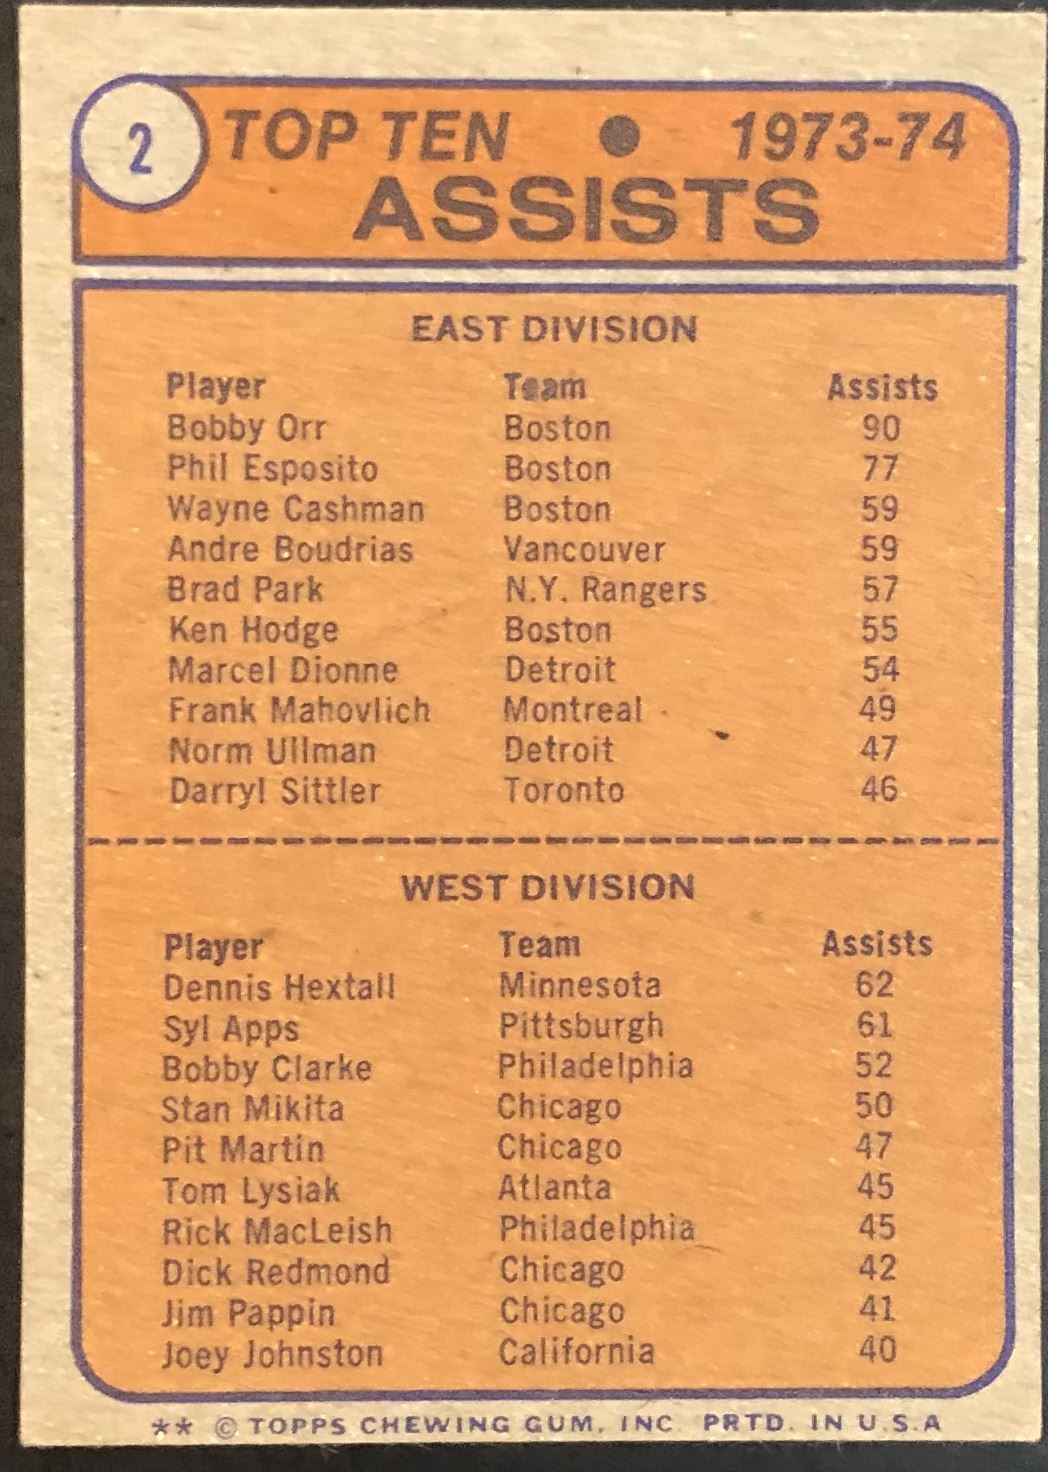 2 TOP TEN ● 1973-74
ASSISTS
EAST DIVISION
Player Team Assists
Bobby Orr Boston 90
Phil Esposito Boston 77
Wayne Cashman Boston 59
Andre Boudrias Vancouver 59
Brad Park N.Y. Rangers 57
Ken Hodge Boston 55
Marcel Dionne Detroit 54
Frank Mahovlich Montreal 49
Norm Ullman Detroit 47
Darryl Sittler Toronto 46
WEST DIVISION
Player Team Assists
Dennis Hextall Minnesota 62
Syl Apps Pittsburgh 61
Bobby Clarke Philadelphia 52
Stan Mikita Chicago 50
Pit Martin Chicago 47
Tom Lysiak Atlanta 45
Rick MacLeish Philadelphia 45
Dick Redmond Chicago 42
Jim Pappin Chicago 41
Joey Johnston California 40
** © TOPPS CHEWING GUM, INC. PRTD. IN U.S.A